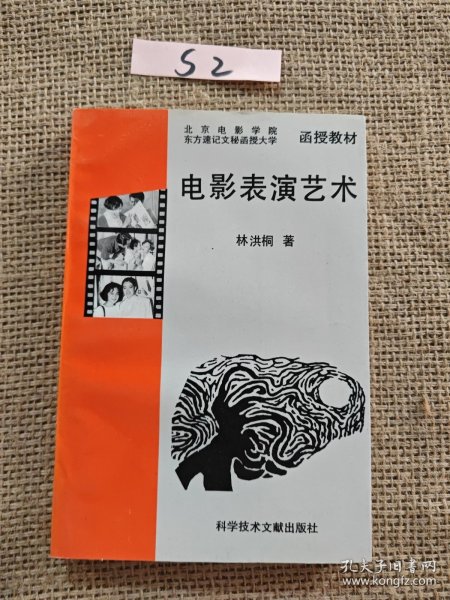 S2
北京电影学院
东方速记文秘函授大学
函授教材
电影表演艺术
林洪桐 著
科学技术文献出版社
孔夫子旧书网
www.kongfz.com